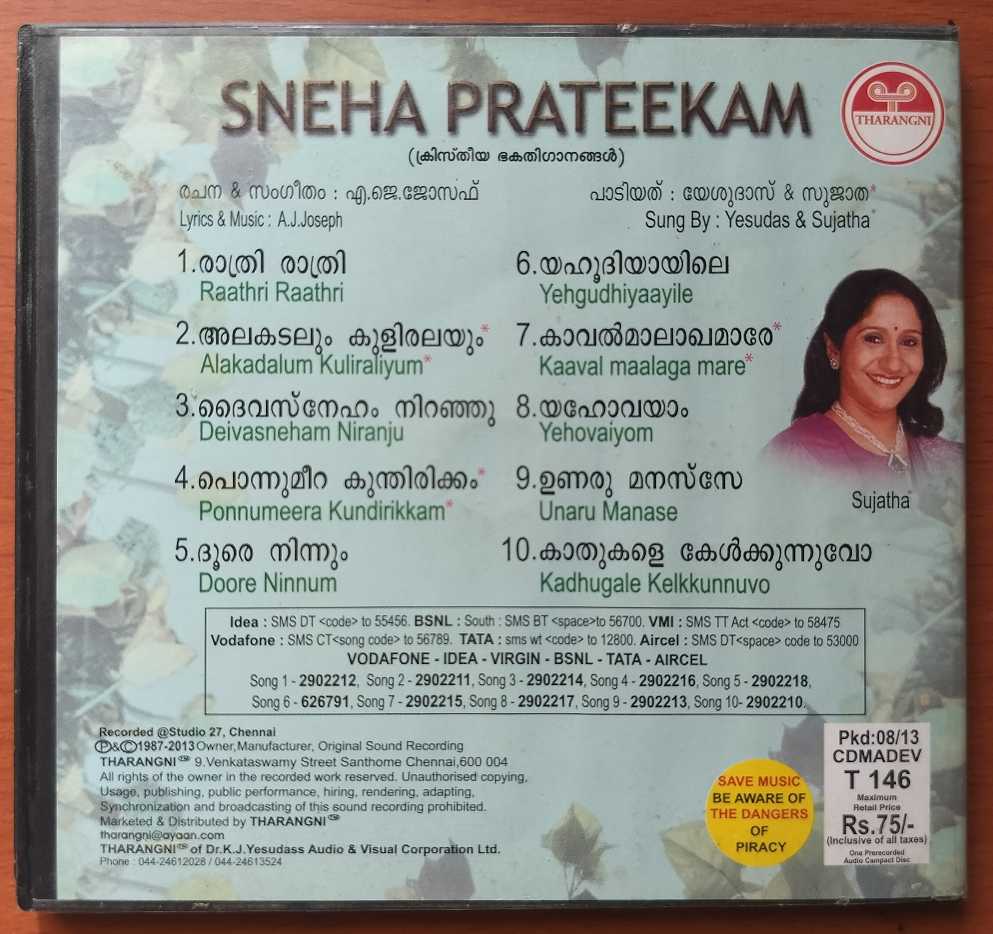 SNEHA PRATEEKAM
THARANGNI
(ക്രിസ്തീയ ഭകതിഗാനങ്ങൾ)
രചന & സംഗീതം : എ.ജെ.ജോസഫ്
Lyrics & Music : A.J.Joseph
പാടിയത് : യേശുദാസ് & സുജാത*
Sung By : Yesudas & Sujatha*
1.രാത്രി രാത്രി
Raathri Raathri
2.അലകടലും കുളിരലയും*
Alakadalum Kuliraliyum*
3.ദൈവസ്നേഹം നിറഞ്ഞു
Deivasneham Niranju
4.പൊന്നുമീറ കുന്തിരിക്കം*
Ponnumeera Kundirikkam*
5.ദൂരെ നിന്നും
Doore Ninnum
6.യഹൂദിയായിലെ
Yehgudhiyaayile
7.കാവൽമാലാഖമാരേ*
Kaaval maalaga mare*
8.യഹോവയാം
Yehovaiyom
9.ഉണരു മനസ്സേ
Unaru Manase
10.കാതുകളെ കേൾക്കുന്നുവോ
Kadhugale Kelkkunnuvo
Sujatha*
Idea : SMS DT <code> to 55456. BSNL : South : SMS BT <space>to 56700. VMI : SMS TT Act <code> to 58475
Vodafone : SMS CT<song code> to 56789. TATA : sms wt <code> to 12800. Aircel : SMS DT<space> code to 53000
VODAFONE - IDEA - VIRGIN - BSNL - TATA - AIRCEL
Song 1 - 2902212, Song 2 - 2902211, Song 3 - 2902214, Song 4 - 2902216, Song 5 - 2902218,
Song 6 - 626791, Song 7 - 2902215, Song 8 - 2902217, Song 9 - 2902213, Song 10- 2902210.
Recorded @Studio 27, Chennai
Ⓟ&Ⓒ1987-2013 Owner, Manufacturer, Original Sound Recording
THARANGNI 9.Venkataswamy Street Santhome Chennai,600 004
All rights of the owner in the recorded work reserved. Unauthorised copying,
Usage, publishing, public performance, hiring, rendering, adapting,
Synchronization and broadcasting of this sound recording prohibited.
Marketed & Distributed by THARANGNI
tharangni@ayaan.com
THARANGNI of Dr.K.J.Yesudass Audio & Visual Corporation Ltd.
Phone : 044-24612028 / 044-24613524
SAVE MUSIC
BE AWARE OF
THE DANGERS
OF
PIRACY
Pkd:08/13
CDMADEV
T 146
Maximum
Retail Price
Rs.75/-
(Inclusive of all taxes)
One Prerecorded
Audio Campact Disc